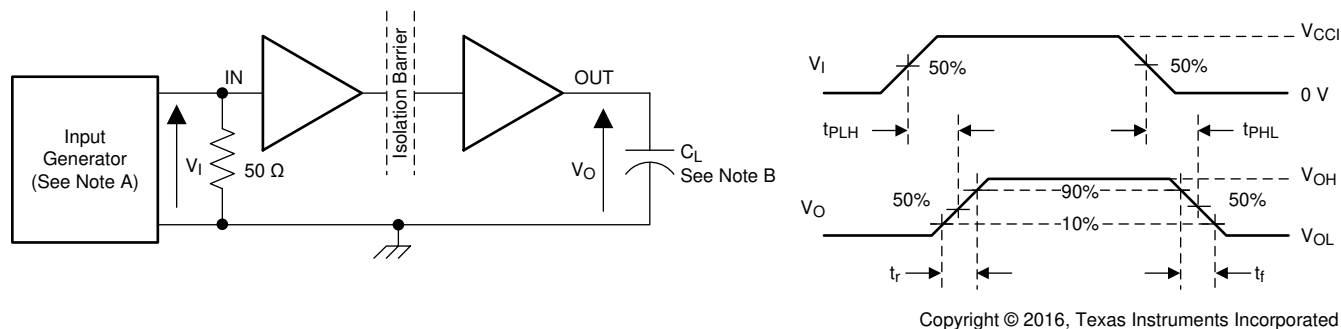 Input
Generator
(See Note A)
V_I
IN
50 Ω
Isolation Barrier
OUT
V_O
C_L
See Note B
V_I
50%
50%
V_CCI
0 V
t_PLH
t_PHL
V_O
50%
90%
10%
50%
V_OH
V_OL
t_r
t_f
Copyright © 2016, Texas Instruments Incorporated